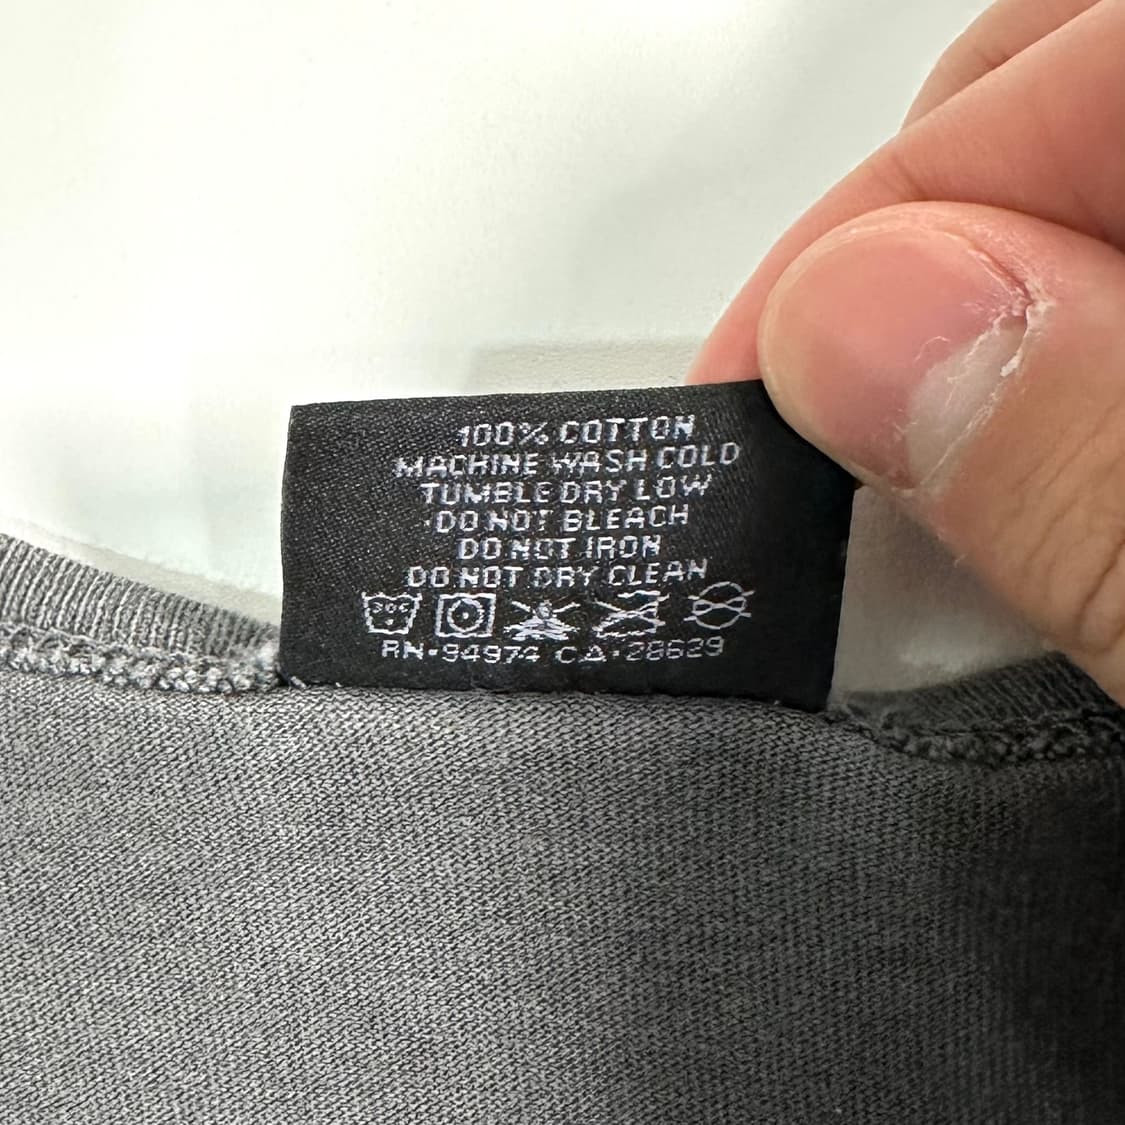 100% COTTON
MACHINE WASH COLD
TUMBLE DRY LOW
DO NOT BLEACH
DO NOT IRON
DO NOT DRY CLEAN
30C
RN·94974 CA·28629